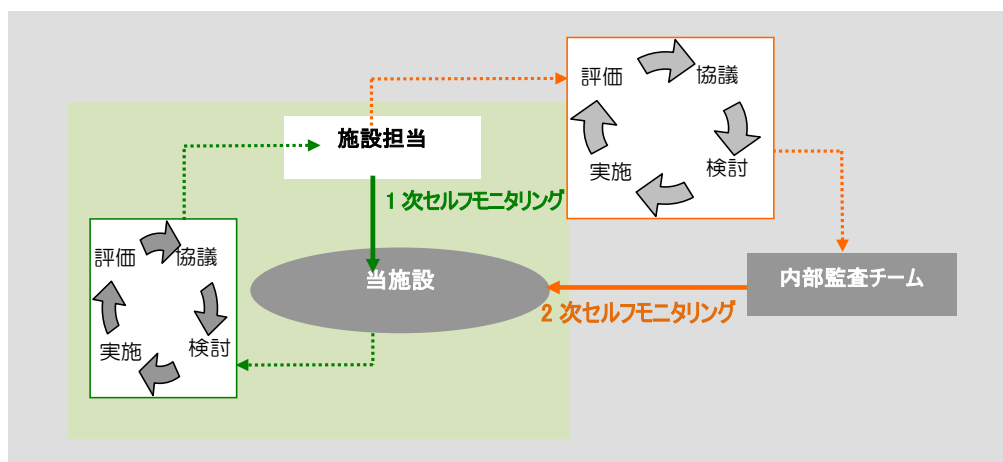 評価
協議
実施
検討
施設担当
1 次セルフモニタリング
評価
協議
実施
検討
当施設
内部監査チーム
2 次セルフモニタリング